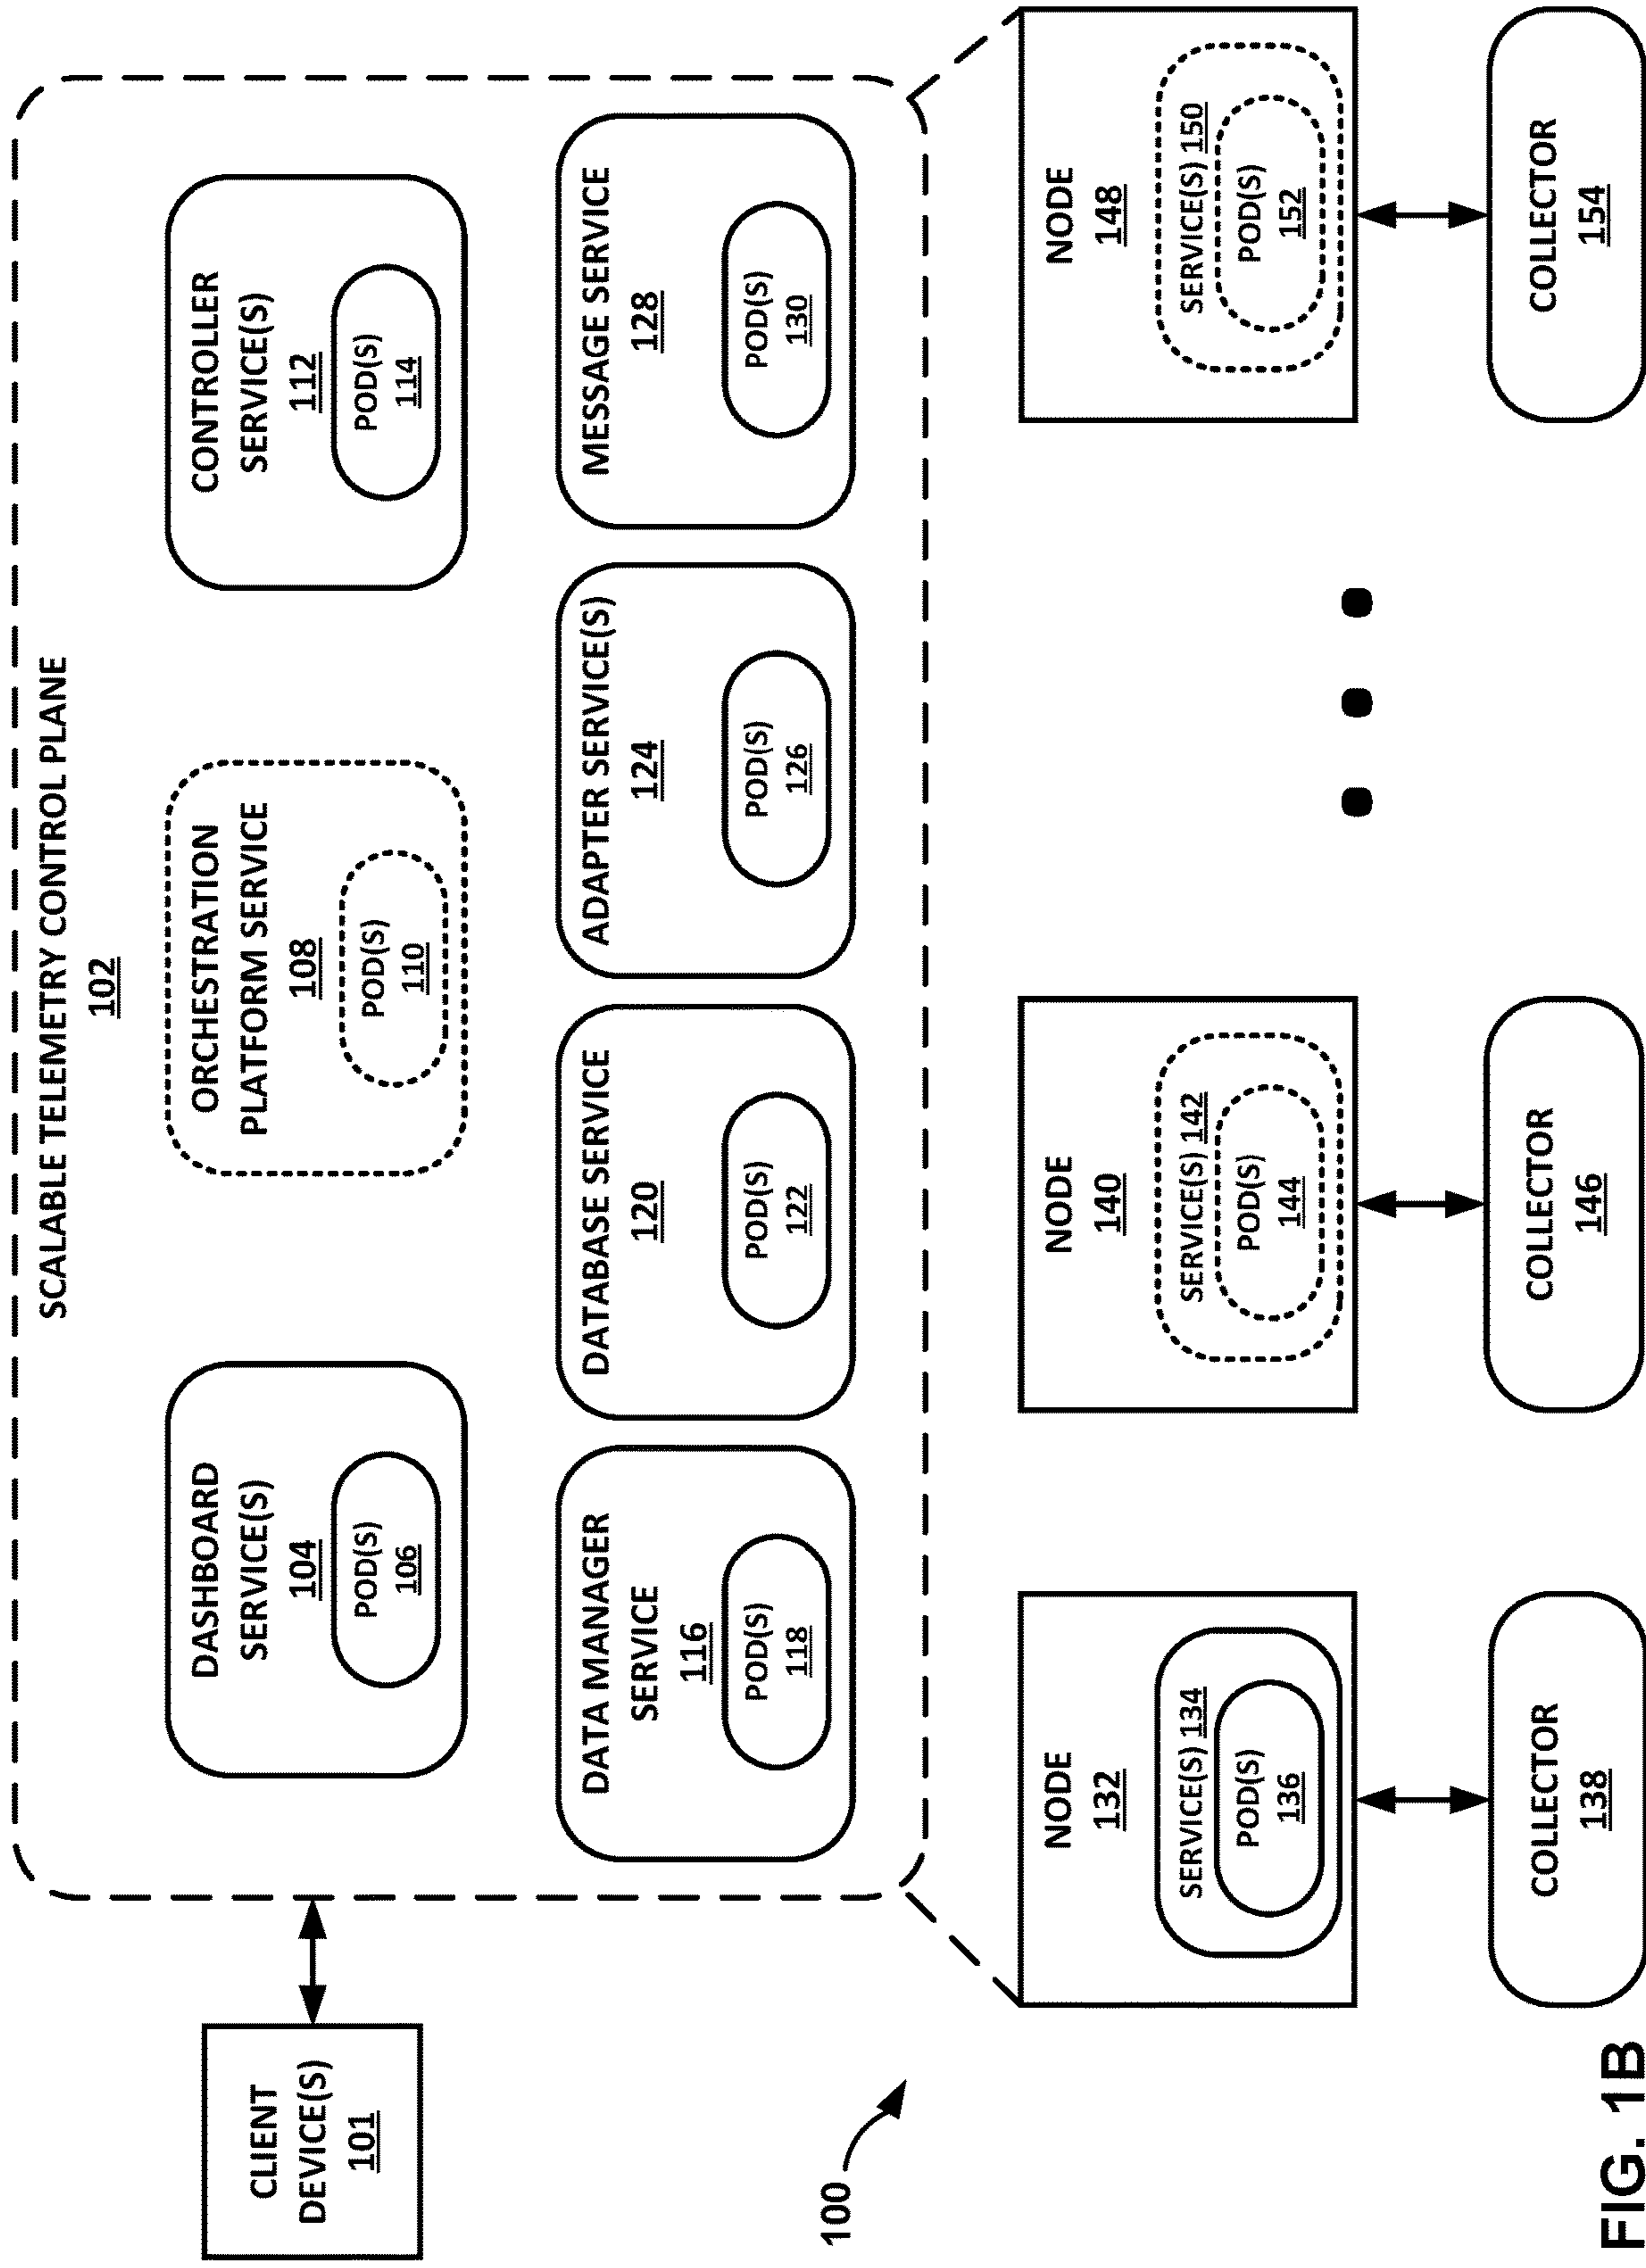 SCALABLE TELEMETRY CONTROL PLANE
102
CLIENT
DEVICE(S)
101
DASHBOARD
SERVICE(S)
104
POD(S)
106
ORCHESTRATION
PLATFORM SERVICE
108
POD(S)
110
CONTROLLER
SERVICE(S)
112
POD(S)
114
DATA MANAGER
SERVICE
116
POD(S)
118
DATABASE SERVICE
120
POD(S)
122
ADAPTER SERVICE(S)
124
POD(S)
126
MESSAGE SERVICE
128
POD(S)
130
100
NODE
132
SERVICE(S) 134
POD(S)
136
NODE
140
SERVICE(S) 142
POD(S)
144
NODE
148
SERVICE(S) 150
POD(S)
152
COLLECTOR
138
COLLECTOR
146
COLLECTOR
154
FIG. 1B